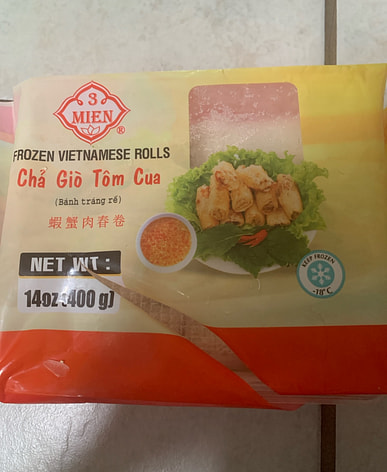 3
MIEN®
FROZEN VIETNAMESE ROLLS
Chả Giò Tôm Cua
(Bánh tráng rế)
蝦蟹肉春卷
NET WT :
14oz (400 g)
KEEP FROZEN
-18°C